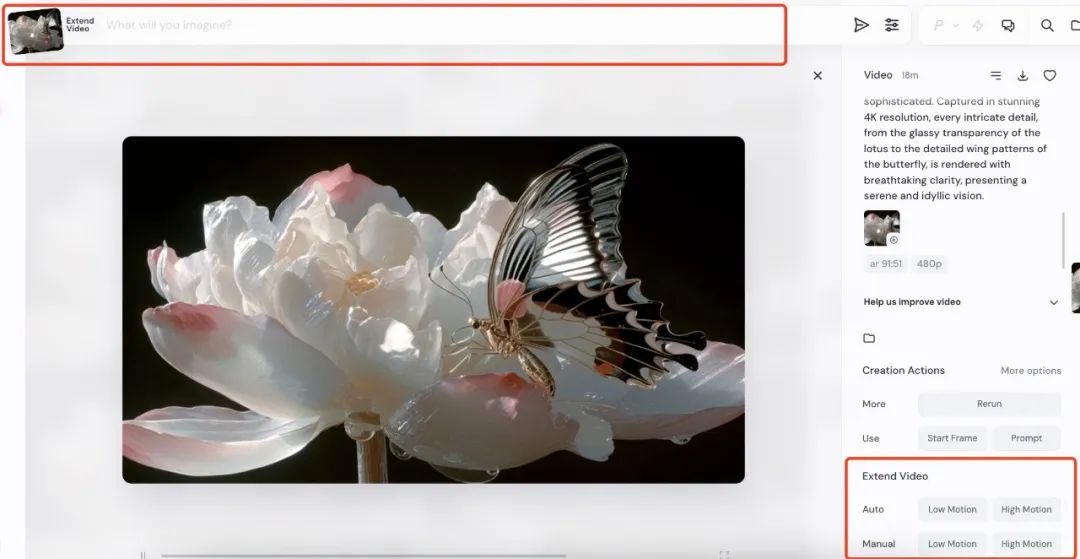 Extend
Video
What will you imagine?
Video 18m
sophisticated. Captured in stunning
4K resolution, every intricate detail,
from the glassy transparency of the
lotus to the detailed wing patterns of
the butterfly, is rendered with
breathtaking clarity, presenting a
serene and idyllic vision.
ar 91:51 480p
Help us improve video
Creation Actions More options
More Rerun
Use Start Frame Prompt
Extend Video
Auto Low Motion High Motion
Manual Low Motion High Motion